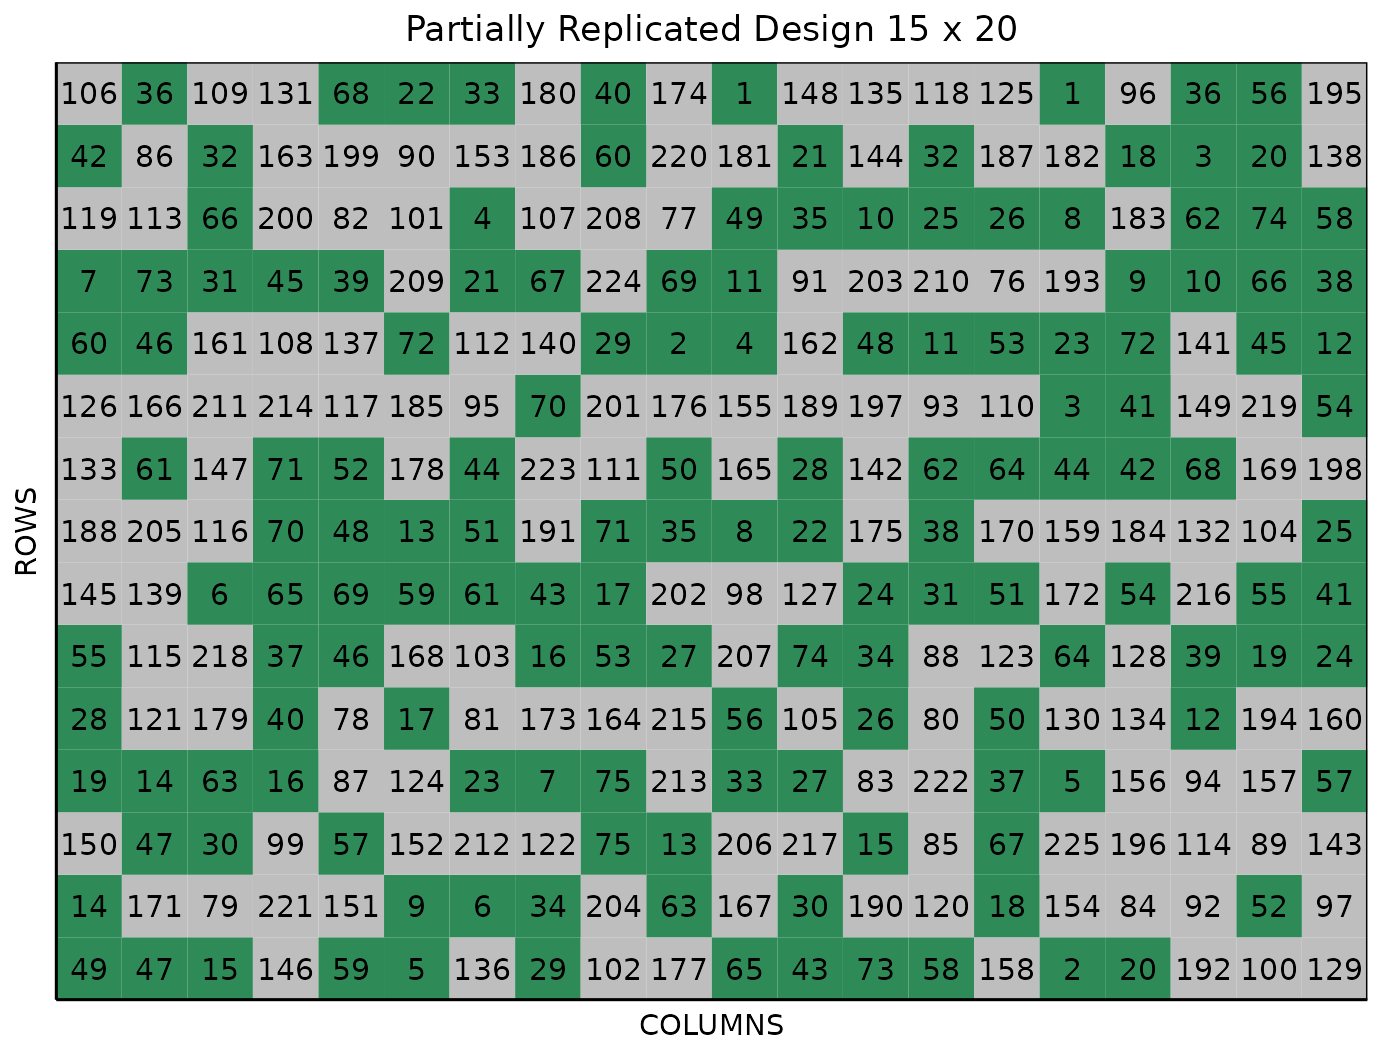 Partially Replicated Design 15 x 20
106 36 109 131 68 22 33 180 40 174 1 148 135 118 125 1 96 36 56 195
42 86 32 163 199 90 153 186 60 220 181 21 144 32 187 182 18 3 20 138
119 113 66 200 82 101 4 107 208 77 49 35 10 25 26 8 183 62 74 58
7 73 31 45 39 209 21 67 224 69 11 91 203 210 76 193 9 10 66 38
60 46 161 108 137 72 112 140 29 2 4 162 48 11 53 23 72 141 45 12
126 166 211 214 117 185 95 70 201 176 155 189 197 93 110 3 41 149 219 54
133 61 147 71 52 178 44 223 111 50 165 28 142 62 64 44 42 68 169 198
188 205 116 70 48 13 51 191 71 35 8 22 175 38 170 159 184 132 104 25
145 139 6 65 69 59 61 43 17 202 98 127 24 31 51 172 54 216 55 41
55 115 218 37 46 168 103 16 53 27 207 74 34 88 123 64 128 39 19 24
28 121 179 40 78 17 81 173 164 215 56 105 26 80 50 130 134 12 194 160
19 14 63 16 87 124 23 7 75 213 33 27 83 222 37 5 156 94 157 57
150 47 30 99 57 152 212 122 75 13 206 217 15 85 67 225 196 114 89 143
14 171 79 221 151 9 6 34 204 63 167 30 190 120 18 154 84 92 52 97
49 47 15 146 59 5 136 29 102 177 65 43 73 58 158 2 20 192 100 129
ROWS
COLUMNS